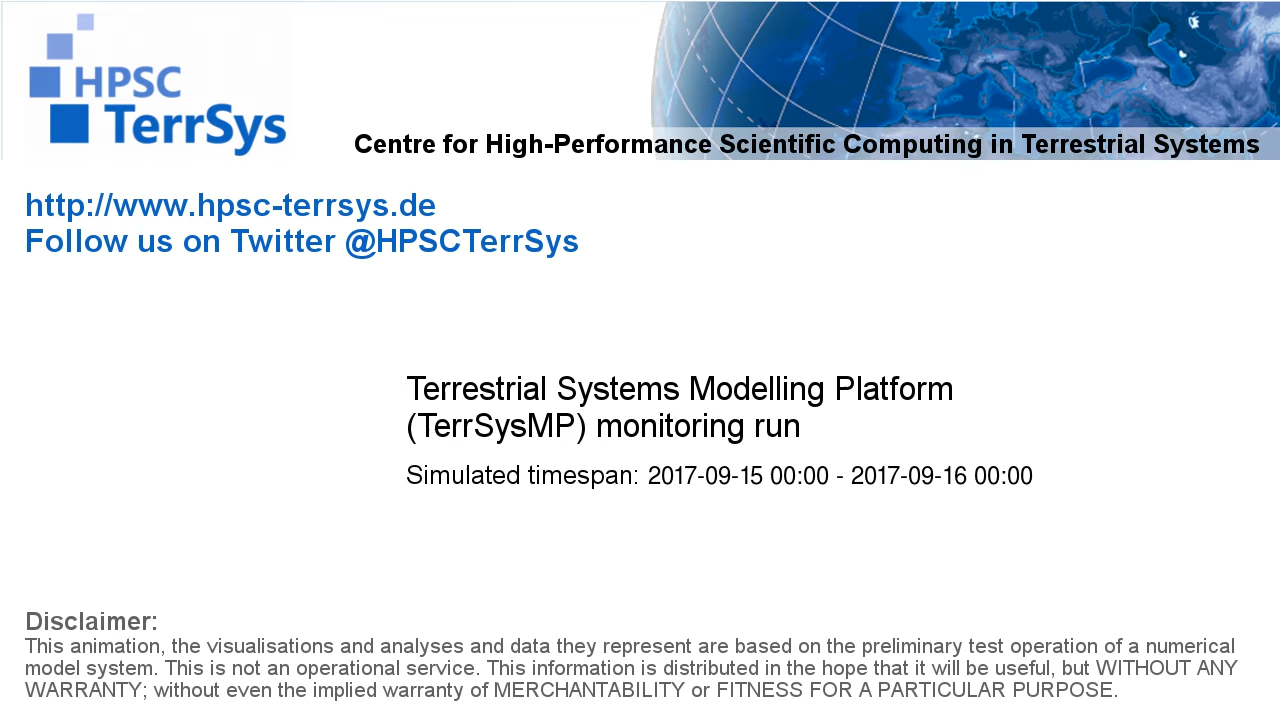 HPSC
TerrSys
Centre for High-Performance Scientific Computing in Terrestrial Systems
http://www.hpsc-terrsys.de
Follow us on Twitter @HPSCTerrSys
Terrestrial Systems Modelling Platform
(TerrSysMP) monitoring run
Simulated timespan: 2017-09-15 00:00 - 2017-09-16 00:00
Disclaimer:
This animation, the visualisations and analyses and data they represent are based on the preliminary test operation of a numerical
model system. This is not an operational service. This information is distributed in the hope that it will be useful, but WITHOUT ANY
WARRANTY; without even the implied warranty of MERCHANTABILITY or FITNESS FOR A PARTICULAR PURPOSE.